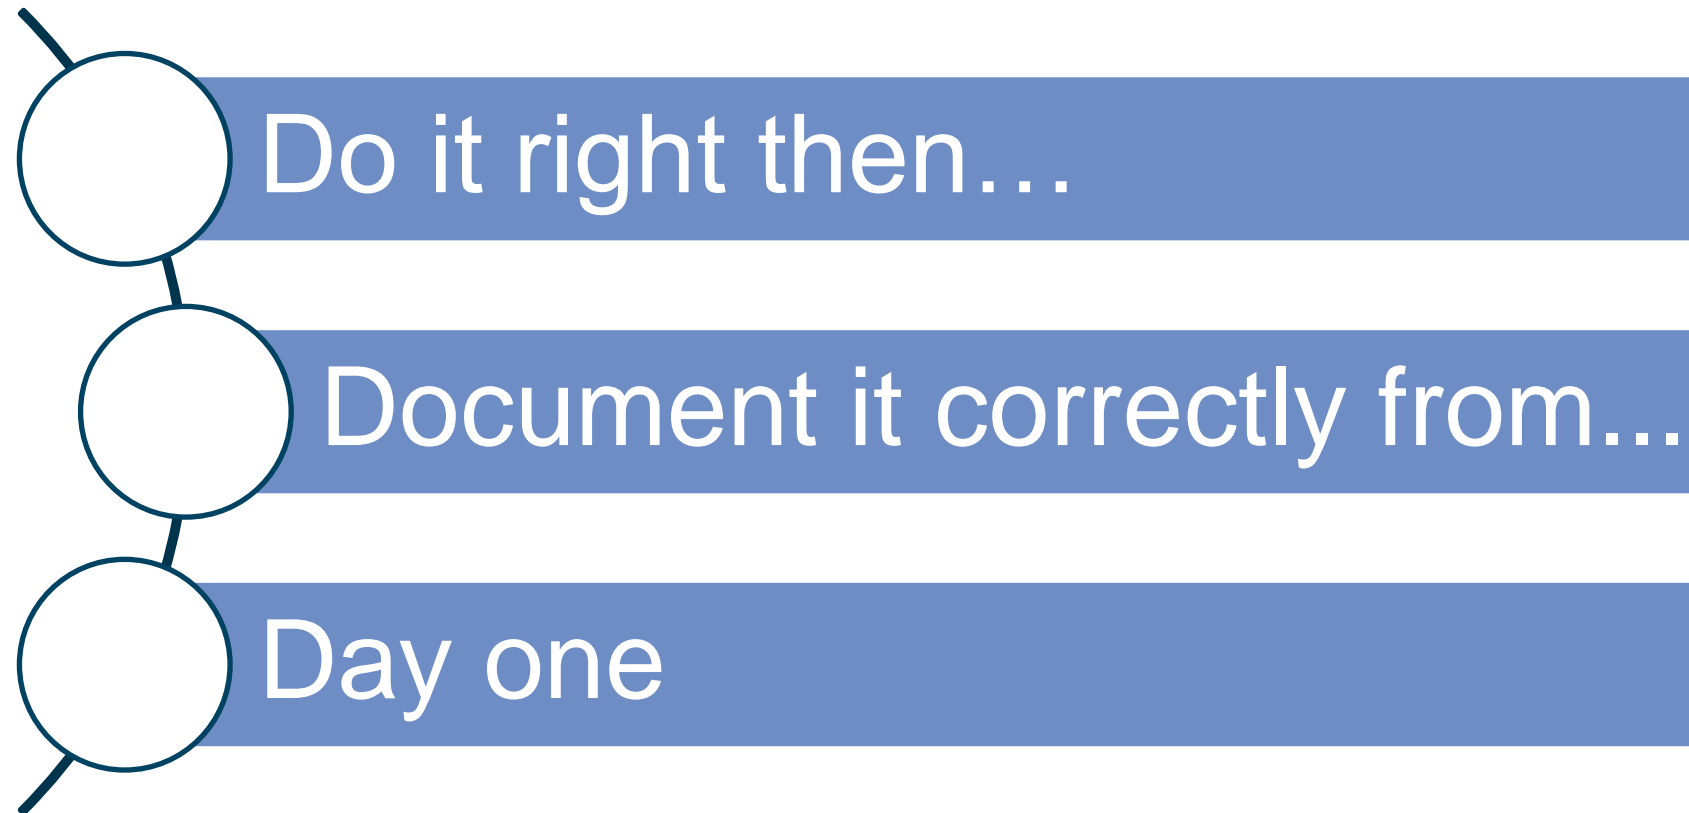 Do it right then…
Document it correctly from...
Day one